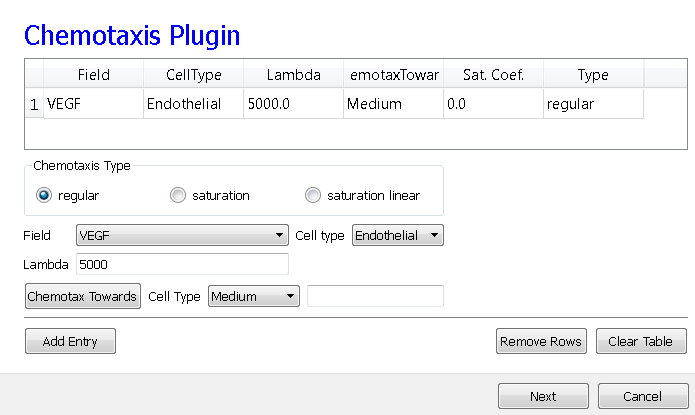 Chemotaxis Plugin
Field CellType Lambda emotaxTowar Sat. Coef. Type
1 VEGF Endothelial 5000.0 Medium 0.0 regular
Chemotaxis Type
regular saturation saturation linear
Field VEGF Cell type Endothelial
Lambda 5000
Chemotax Towards Cell Type Medium
Add Entry Remove Rows Clear Table
Next Cancel